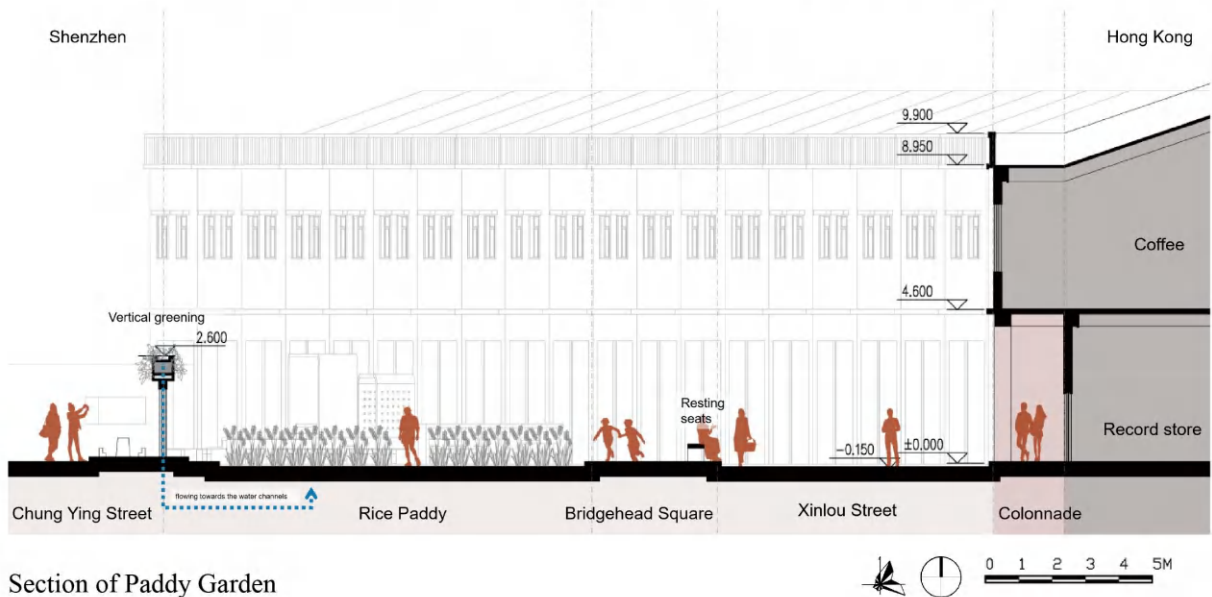 Shenzhen
Hong Kong
9.900
8.950
Coffee
4.600
Vertical greening
2.600
Resting
seats
Record store
-0.150
±0.000
flowing towards the water channels
Chung Ying Street
Rice Paddy
Bridgehead Square
Xinlou Street
Colonnade
Section of Paddy Garden
0 1 2 3 4 5M